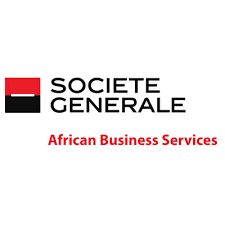 SOCIETE
GENERALE
African Business Services